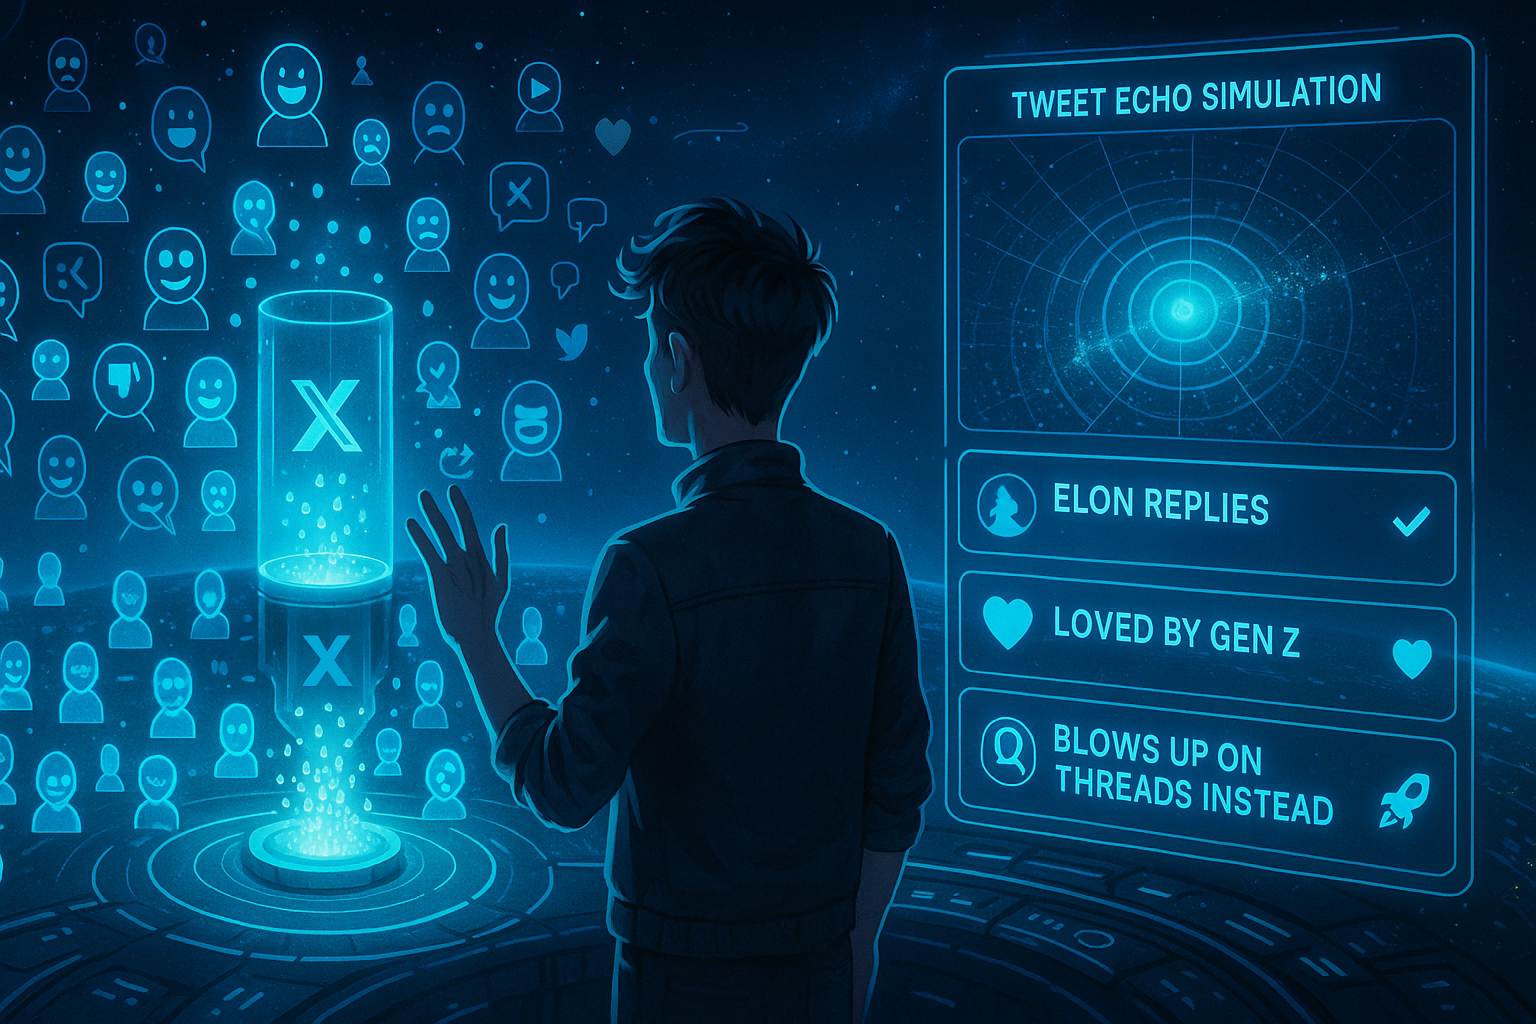 X
X
TWEET ECHO SIMULATION
ELON REPLIES
LOVED BY GEN Z
BLOWS UP ON
THREADS INSTEAD